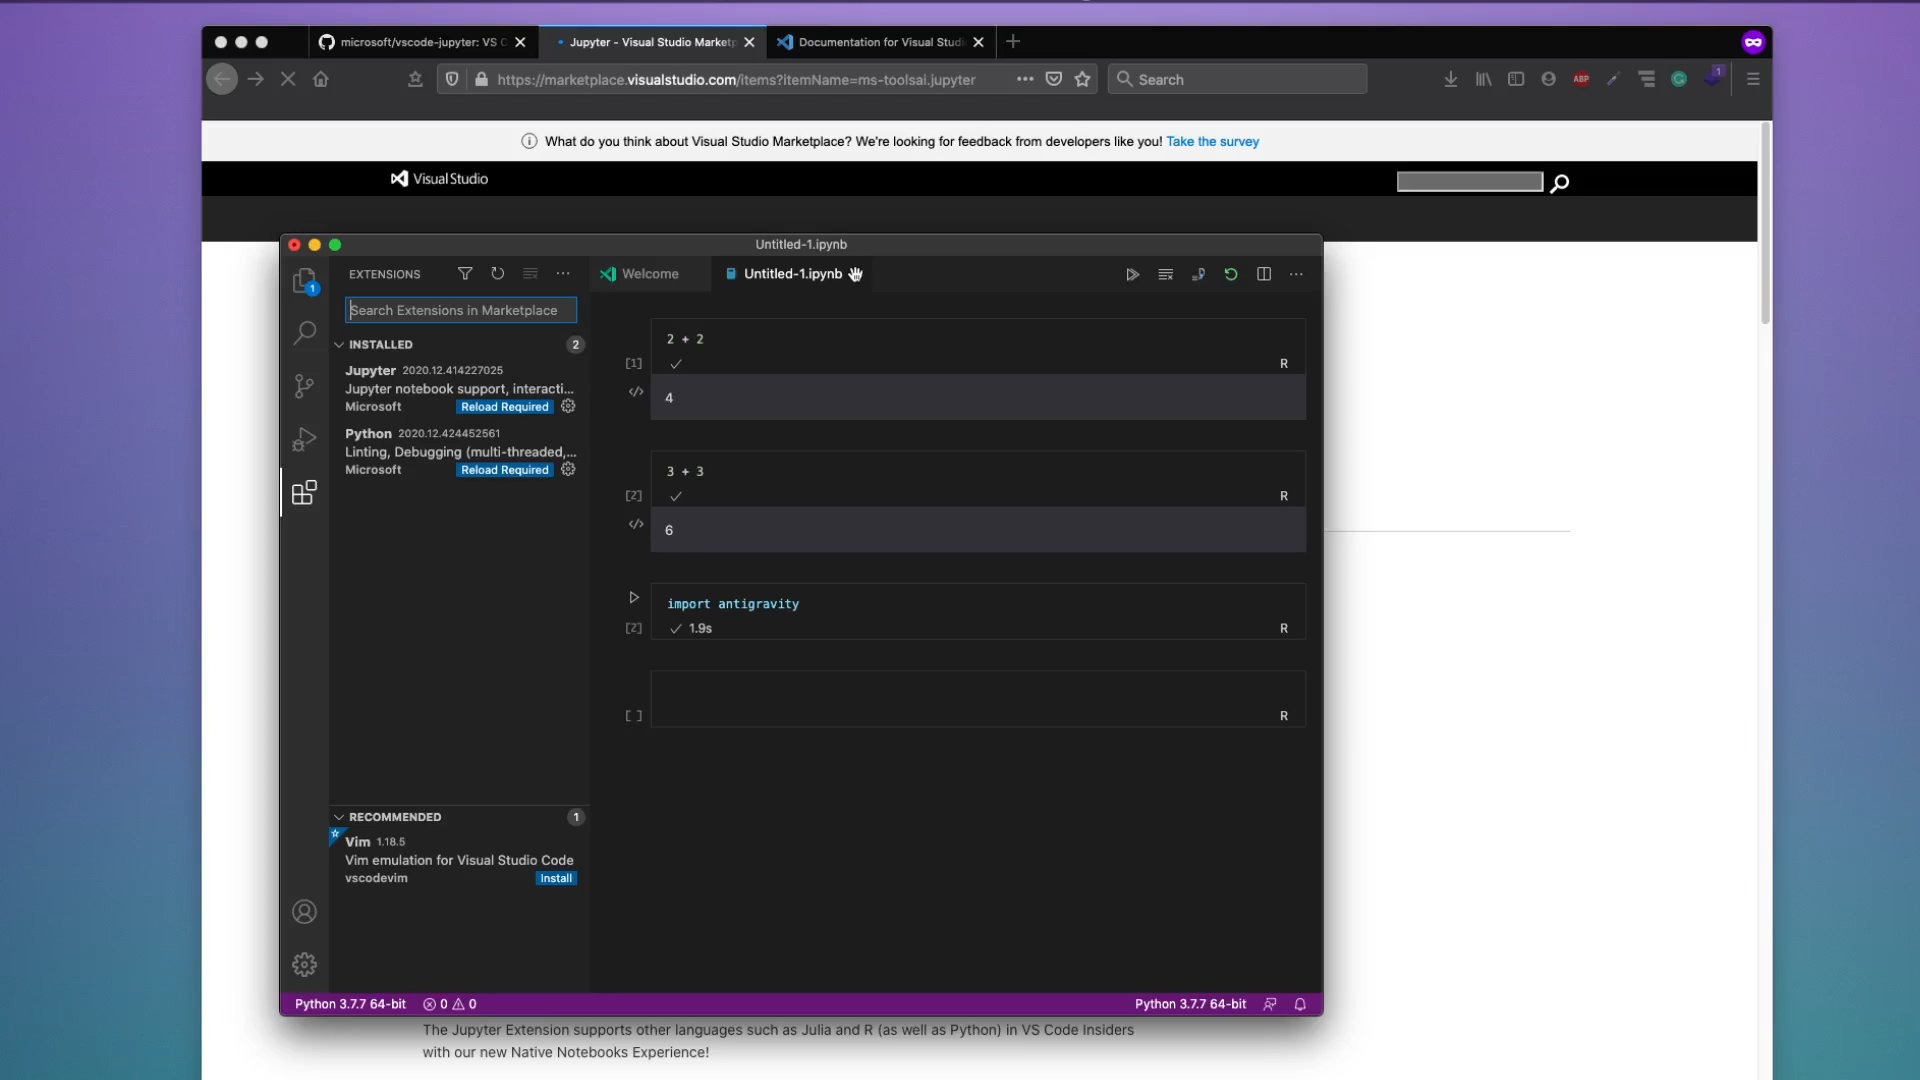 microsoft/vscode-jupyter: VS C
Jupyter - Visual Studio Marketp
Documentation for Visual Studi
https://marketplace.visualstudio.com/items?itemName=ms-toolsai.jupyter
Search
ABP
1
What do you think about Visual Studio Marketplace? We're looking for feedback from developers like you! Take the survey
Visual Studio
Untitled-1.ipynb
EXTENSIONS
Welcome
Untitled-1.ipynb
1
Search Extensions in Marketplace
INSTALLED
2
Jupyter 2020.12.414227025
Jupyter notebook support, interacti...
Microsoft
Reload Required
Python 2020.12.424452561
Linting, Debugging (multi-threaded,...
Microsoft
Reload Required
2 + 2
[1]
R
4
3 + 3
[2]
R
6
import antigravity
[2]
1.9s
R
[ ]
R
RECOMMENDED
1
Vim 1.18.5
Vim emulation for Visual Studio Code
vscodevim
Install
Python 3.7.7 64-bit
0
0
Python 3.7.7 64-bit
The Jupyter Extension supports other languages such as Julia and R (as well as Python) in VS Code Insiders
with our new Native Notebooks Experience!